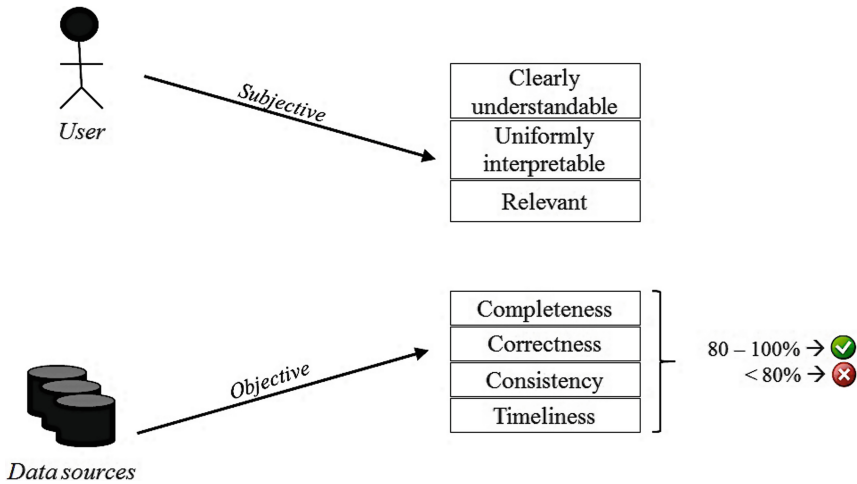 User
Subjective
Clearly
understandable
Uniformly
interpretable
Relevant
Data sources
Objective
Completeness
Correctness
Consistency
Timeliness
80 – 100% →
< 80% →